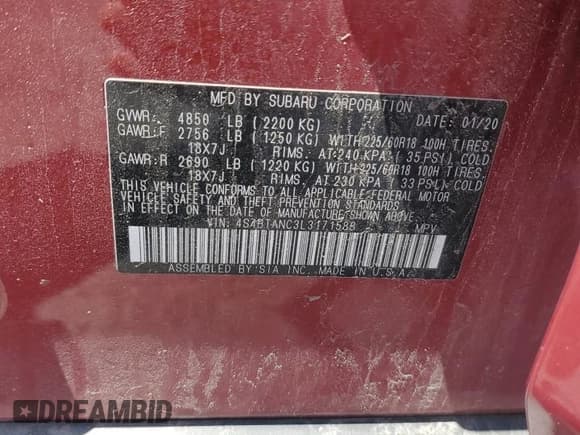 MFD BY SUBARU CORPORATION
GVWR: 4850 LB (2200 KG) DATE: 01/20
GAWR:F 2756 LB (1250 KG) WITH 225/60R18 100H TIRES.
18X7J RIMS. AT 240 KPA (35 PSI) COLD
GAWR:R 2690 LB (1220 KG) WITH 225/60R18 100H TIRES.
18X7J RIMS. AT 230 KPA (33 PSI) COLD
THIS VEHICLE CONFORMS TO ALL APPLICABLE FEDERAL MOTOR
VEHICLE SAFETY AND BUMPER STANDARDS
IN EFFECT ON THE DATE OF MANUFACTURE SHOWN ABOVE.
VIN: 4S4BTANC3L3171588 MPV
ASSEMBLED BY SIA INC. MADE IN U.S.A.
DREAMBID